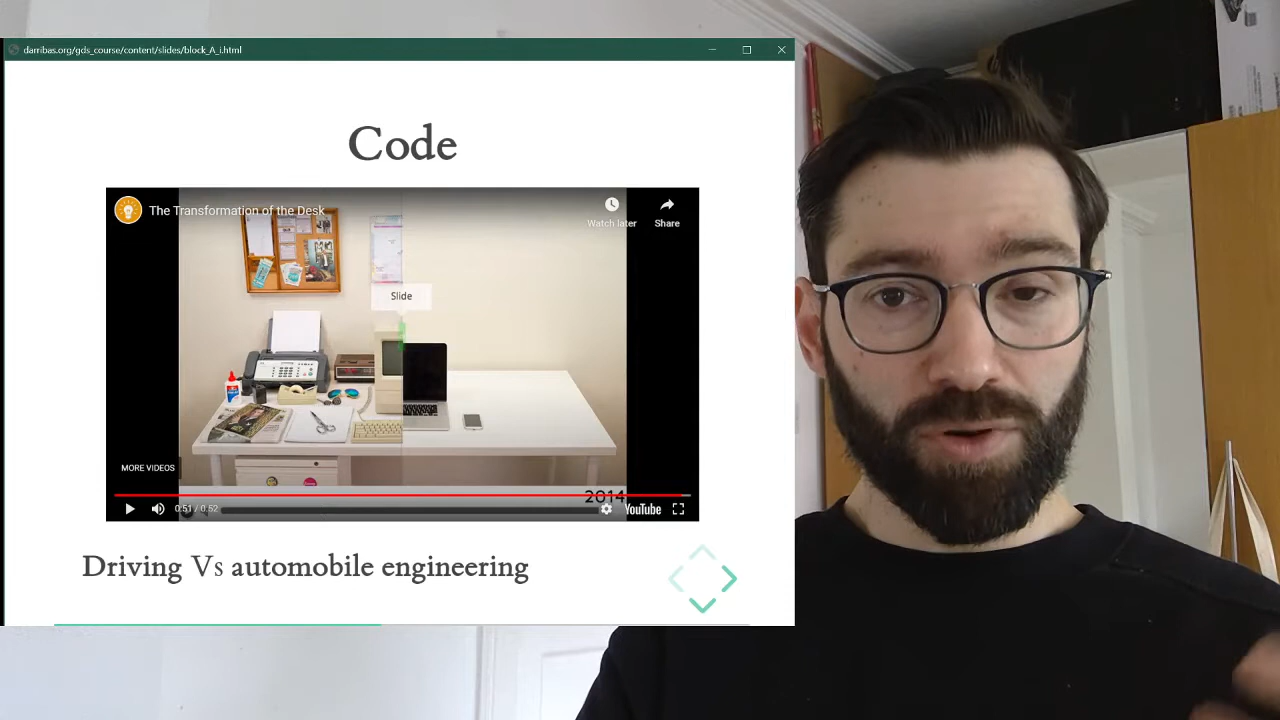 darribas.org/gds_course/content/slides/block_A_i.html
Code
The Transformation of the Desk
Watch later
Share
Slide
MORE VIDEOS
2014
0:51 / 0:52
YouTube
Driving Vs automobile engineering